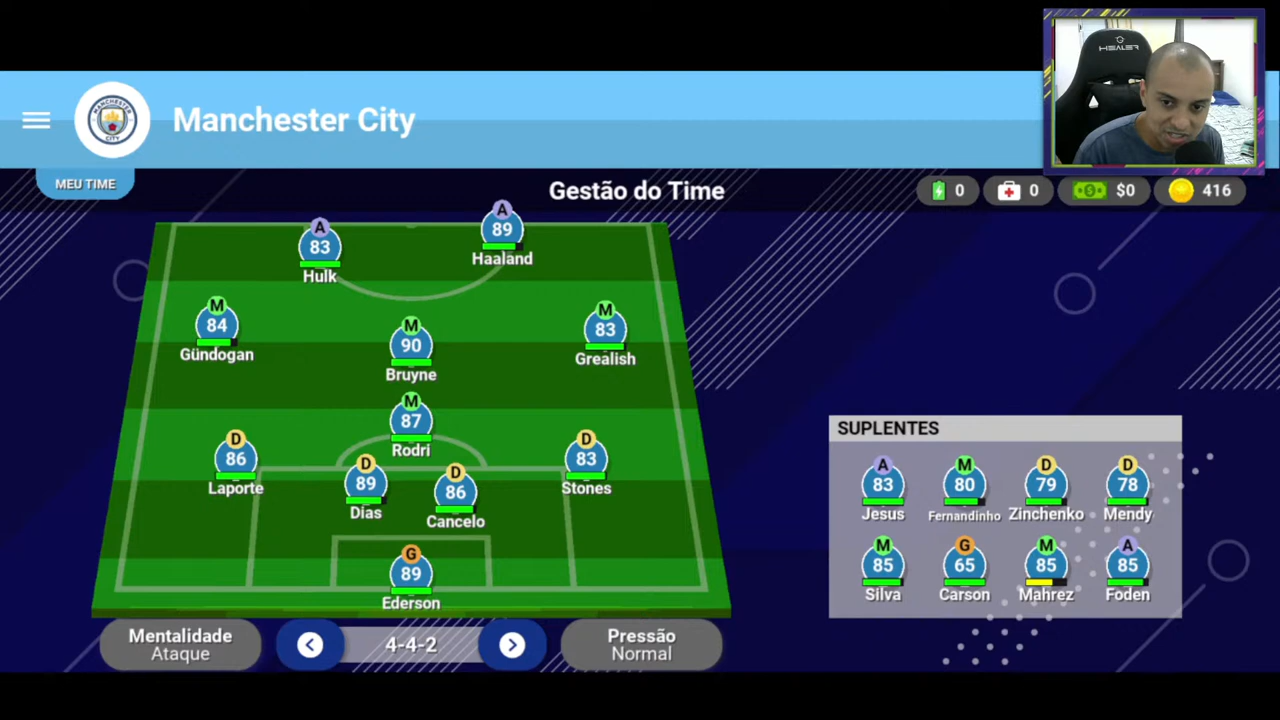 HEALER
MANCHESTER
CITY
Manchester City
MEU TIME
Gestão do Time
0
0
$0
416
A
89
Haaland
A
83
Hulk
M
84
Gündogan
M
90
Bruyne
M
83
Grealish
M
87
Rodri
D
86
Laporte
D
89
Dias
D
86
Cancelo
D
83
Stones
G
89
Ederson
Mentalidade
Ataque
4-4-2
Pressão
Normal
SUPLENTES
A
83
Jesus
M
80
Fernandinho
D
79
Zinchenko
D
78
Mendy
M
85
Silva
G
65
Carson
M
85
Mahrez
A
85
Foden